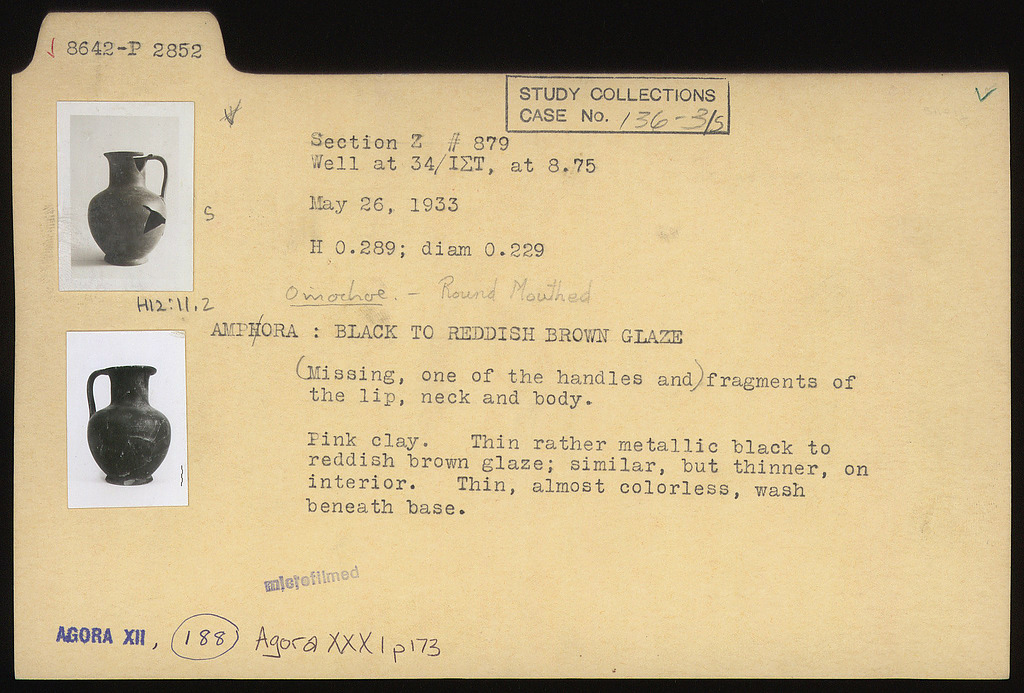 8642-P 2852
STUDY COLLECTIONS
CASE No. 136-3/5
Section Z # 879
Well at 34/ΙΣΤ, at 8.75
May 26, 1933
S
H 0.289; diam 0.229
Oinochoe. - Round Mouthed
H12:11.2
AMPHORA : BLACK TO REDDISH BROWN GLAZE
(Missing, one of the handles and) fragments of
the lip, neck and body.
Pink clay. Thin rather metallic black to
reddish brown glaze; similar, but thinner, on
interior. Thin, almost colorless, wash
beneath base.
microfilmed
AGORA XII, 188 Agora XXXI p173